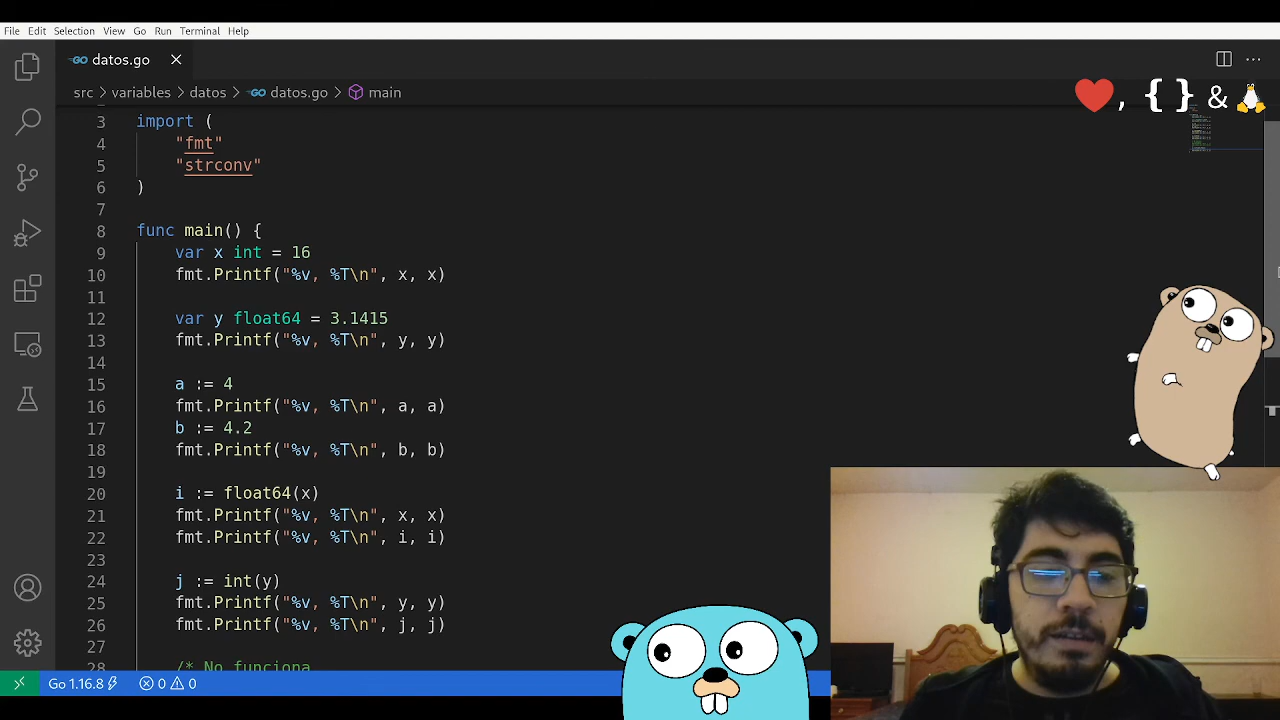 File Edit Selection View Go Run Terminal Help
GO datos.go
src > variables > datos > GO datos.go > main
, { } &
3 import (
4 "fmt"
5 "strconv"
6 )
7
8 func main() {
9 var x int = 16
10 fmt.Printf("%v, %T\n", x, x)
11
12 var y float64 = 3.1415
13 fmt.Printf("%v, %T\n", y, y)
14
15 a := 4
16 fmt.Printf("%v, %T\n", a, a)
17 b := 4.2
18 fmt.Printf("%v, %T\n", b, b)
19
20 i := float64(x)
21 fmt.Printf("%v, %T\n", x, x)
22 fmt.Printf("%v, %T\n", i, i)
23
24 j := int(y)
25 fmt.Printf("%v, %T\n", y, y)
26 fmt.Printf("%v, %T\n", j, j)
27
28 /* No funciona
Go 1.16.8 0 0